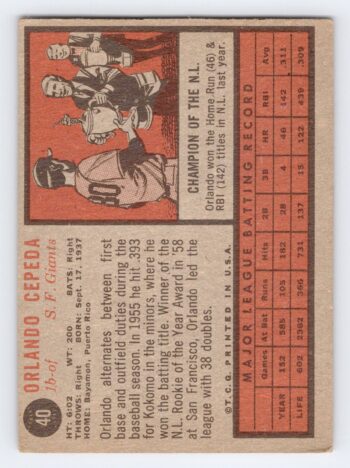 40
ORLANDO CEPEDA
1b-of S. F. Giants
HT: 6:02 WT: 200 BATS: Right
THROWS: Right BORN: Sept. 17, 1937
HOME: Bayamon, Puerto Rico
Orlando alternates between first
base and outfield duties during the
baseball season. In 1955 he hit .393
for Kokomo in the minors, where he
won the batting title. Winner of the
N.L. Rookie of the Year Award in '58
at San Francisco, Orlando led the
league with 38 doubles.
©T.C.G. PRINTED IN U.S.A.
80
CHAMPION OF THE N.L.
Orlando won the Home Run (46) &
RBI (142) titles in N.L. last year.
MAJOR LEAGUE BATTING RECORD
Games At Bat Runs Hits 2B 3B HR RBI Avg.
YEAR 152 585 105 182 28 4 46 142 .311
LIFE 602 2382 366 731 137 15 122 439 .309